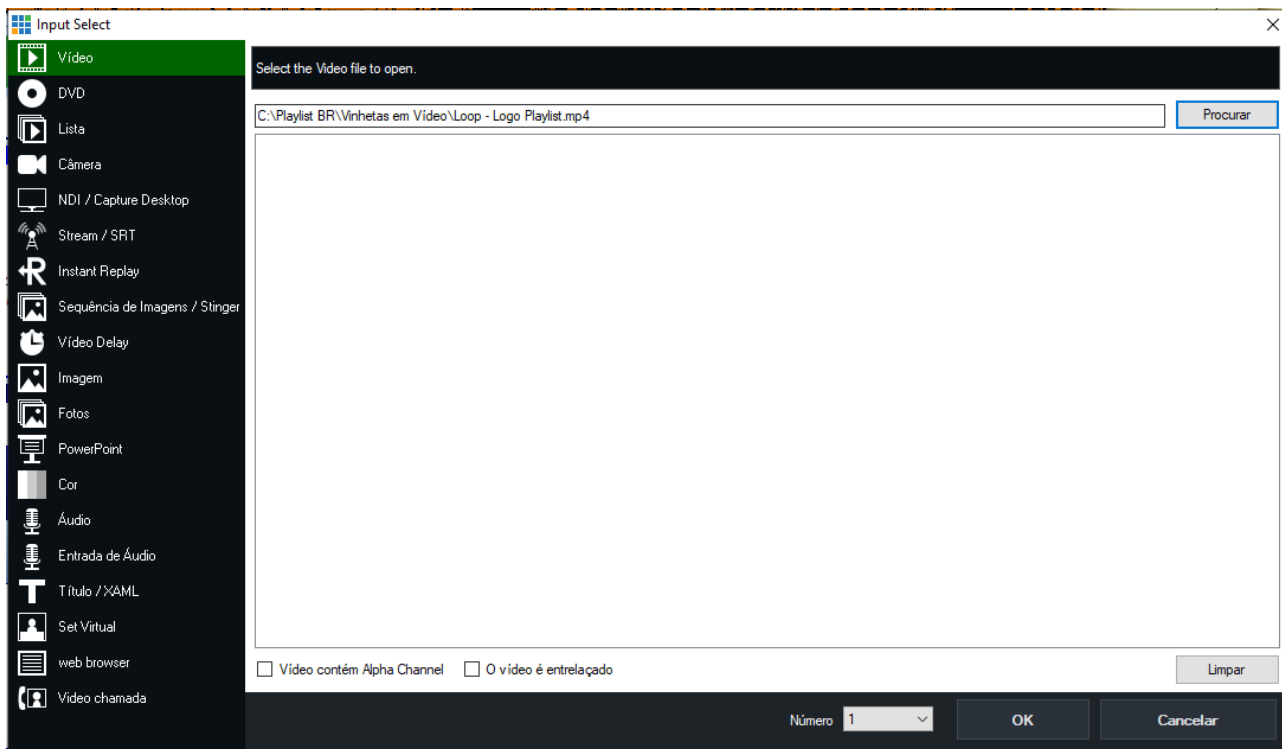 Input Select
Vídeo
DVD
Lista
Câmera
NDI / Capture Desktop
Stream / SRT
Instant Replay
Sequência de Imagens / Stinger
Vídeo Delay
Imagem
Fotos
PowerPoint
Cor
Áudio
Entrada de Áudio
Título / XAML
Set Virtual
web browser
Video chamada
Select the Video file to open.
C:\Playlist BR\Vinhetas em Vídeo\Loop - Logo Playlist.mp4
Procurar
Vídeo contém Alpha Channel
O vídeo é entrelaçado
Limpar
Número 1
OK
Cancelar